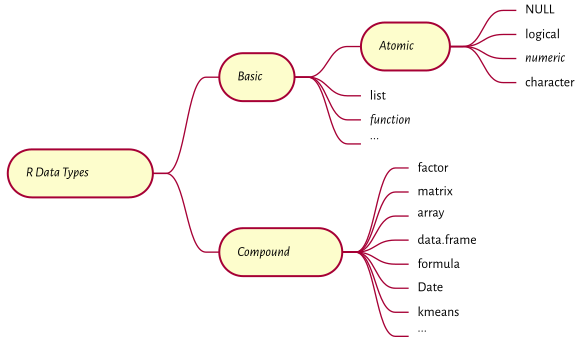 R Data Types
Basic
Atomic
NULL
logical
numeric
character
list
function
...
Compound
factor
matrix
array
data.frame
formula
Date
kmeans
...